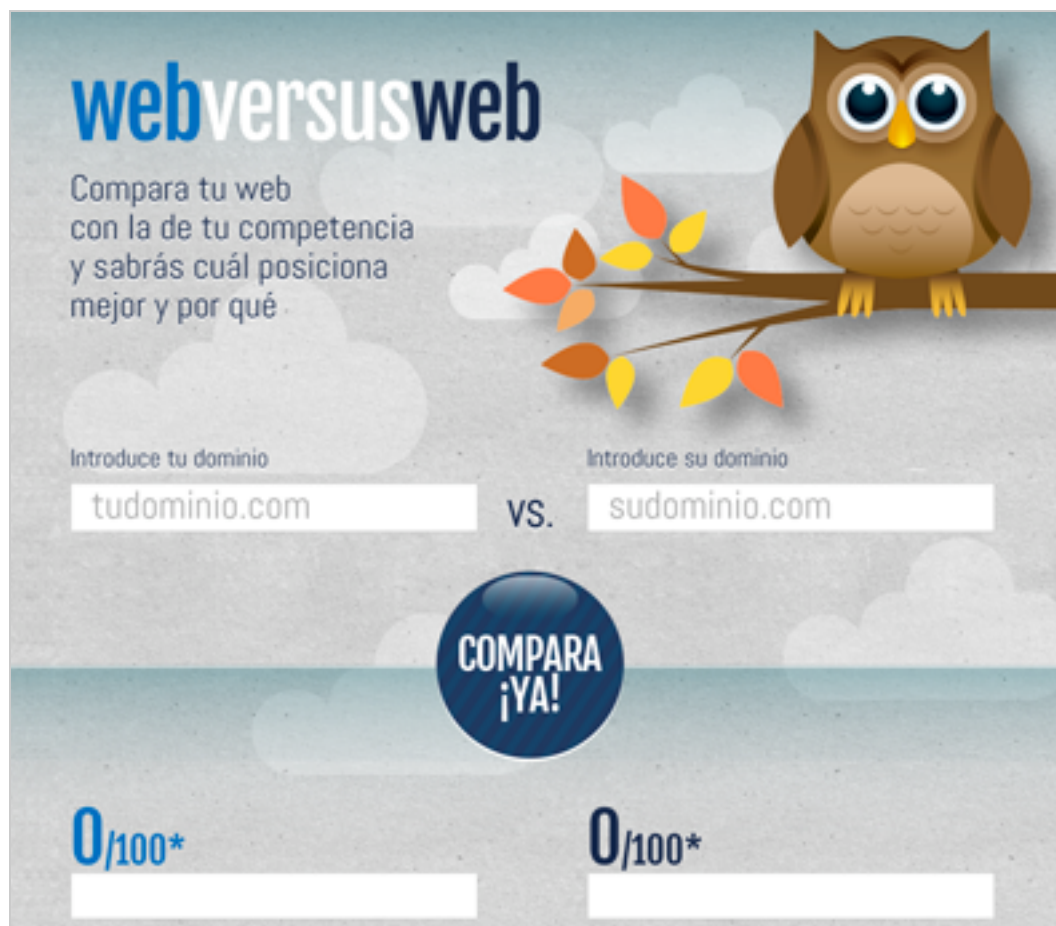 webversusweb
Compara tu web
con la de tu competencia
y sabrás cuál posiciona
mejor y por qué
Introduce tu dominio
Introduce su dominio
tudominio.com
vs.
sudominio.com
COMPARA
¡YA!
0/100*
0/100*